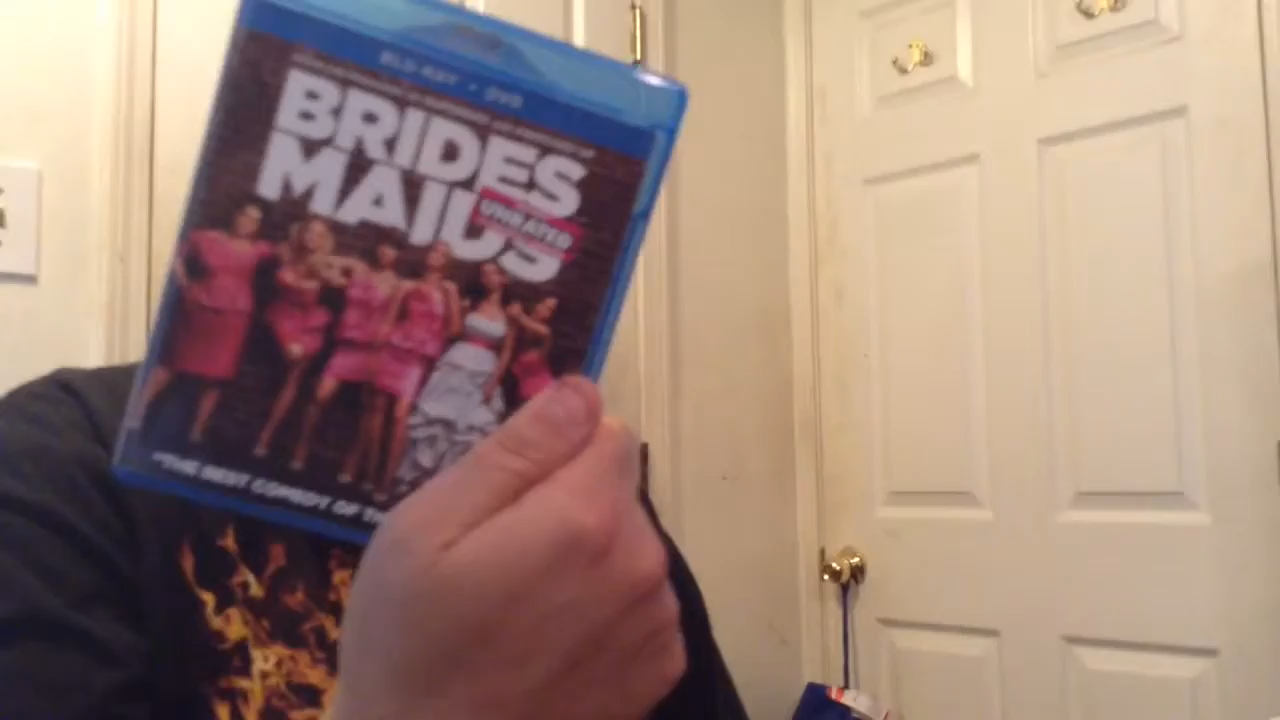 BLU-RAY + DVD
BRIDES
MAIDS
UNRATED
"THE BEST COMEDY OF